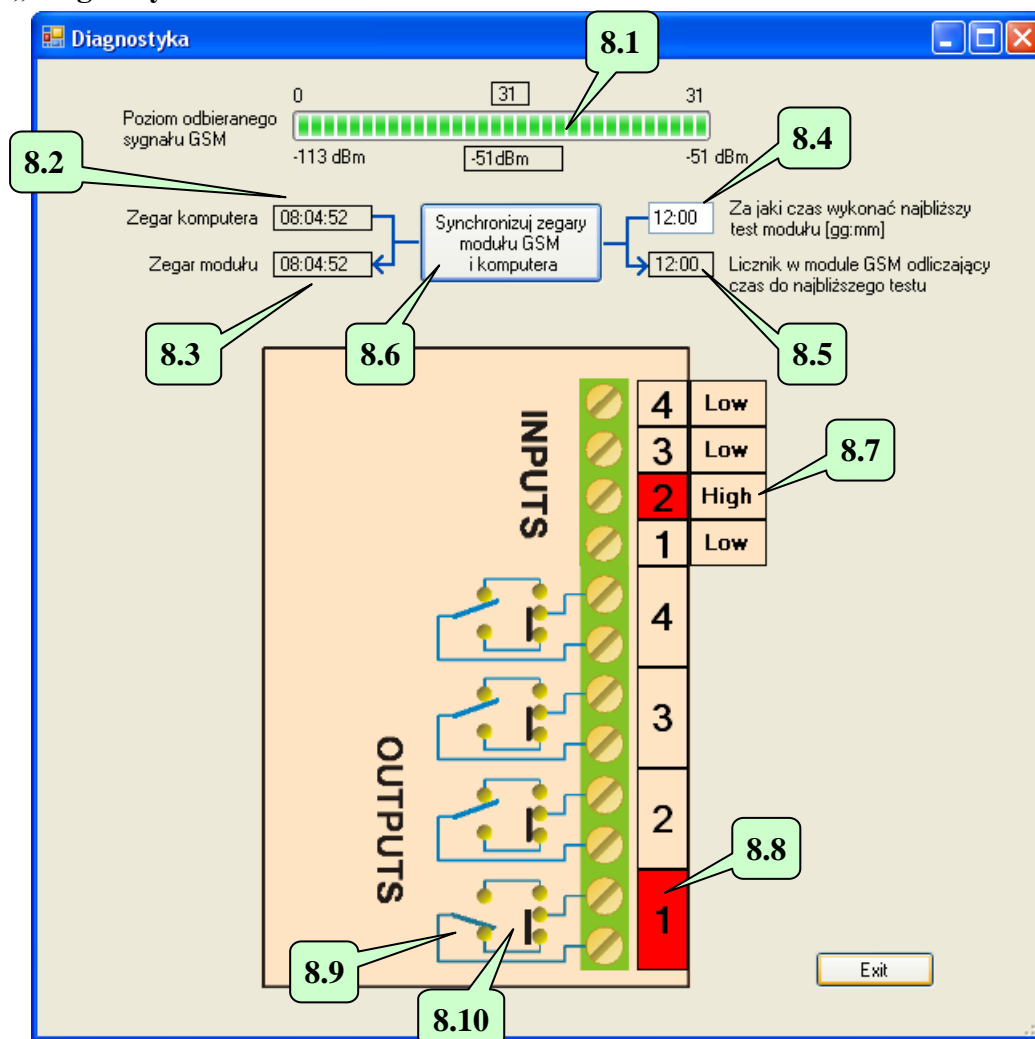 Diagnostyka
8.1
0 31 31
Poziom odbieranego
sygnału GSM
-113 dBm -51dBm -51 dBm
8.2
8.4
Zegar komputera 08:04:52
Synchronizuj zegary
modułu GSM
i komputera
12:00 Za jaki czas wykonać najbliższy
test modułu [gg:mm]
Zegar modułu 08:04:52
12:00 Licznik w module GSM odliczający
czas do najbliższego testu
8.3
8.6
8.5
INPUTS
4 Low
3 Low
2 High
1 Low
8.7
OUTPUTS
4
3
2
1
8.8
8.9
8.10
Exit